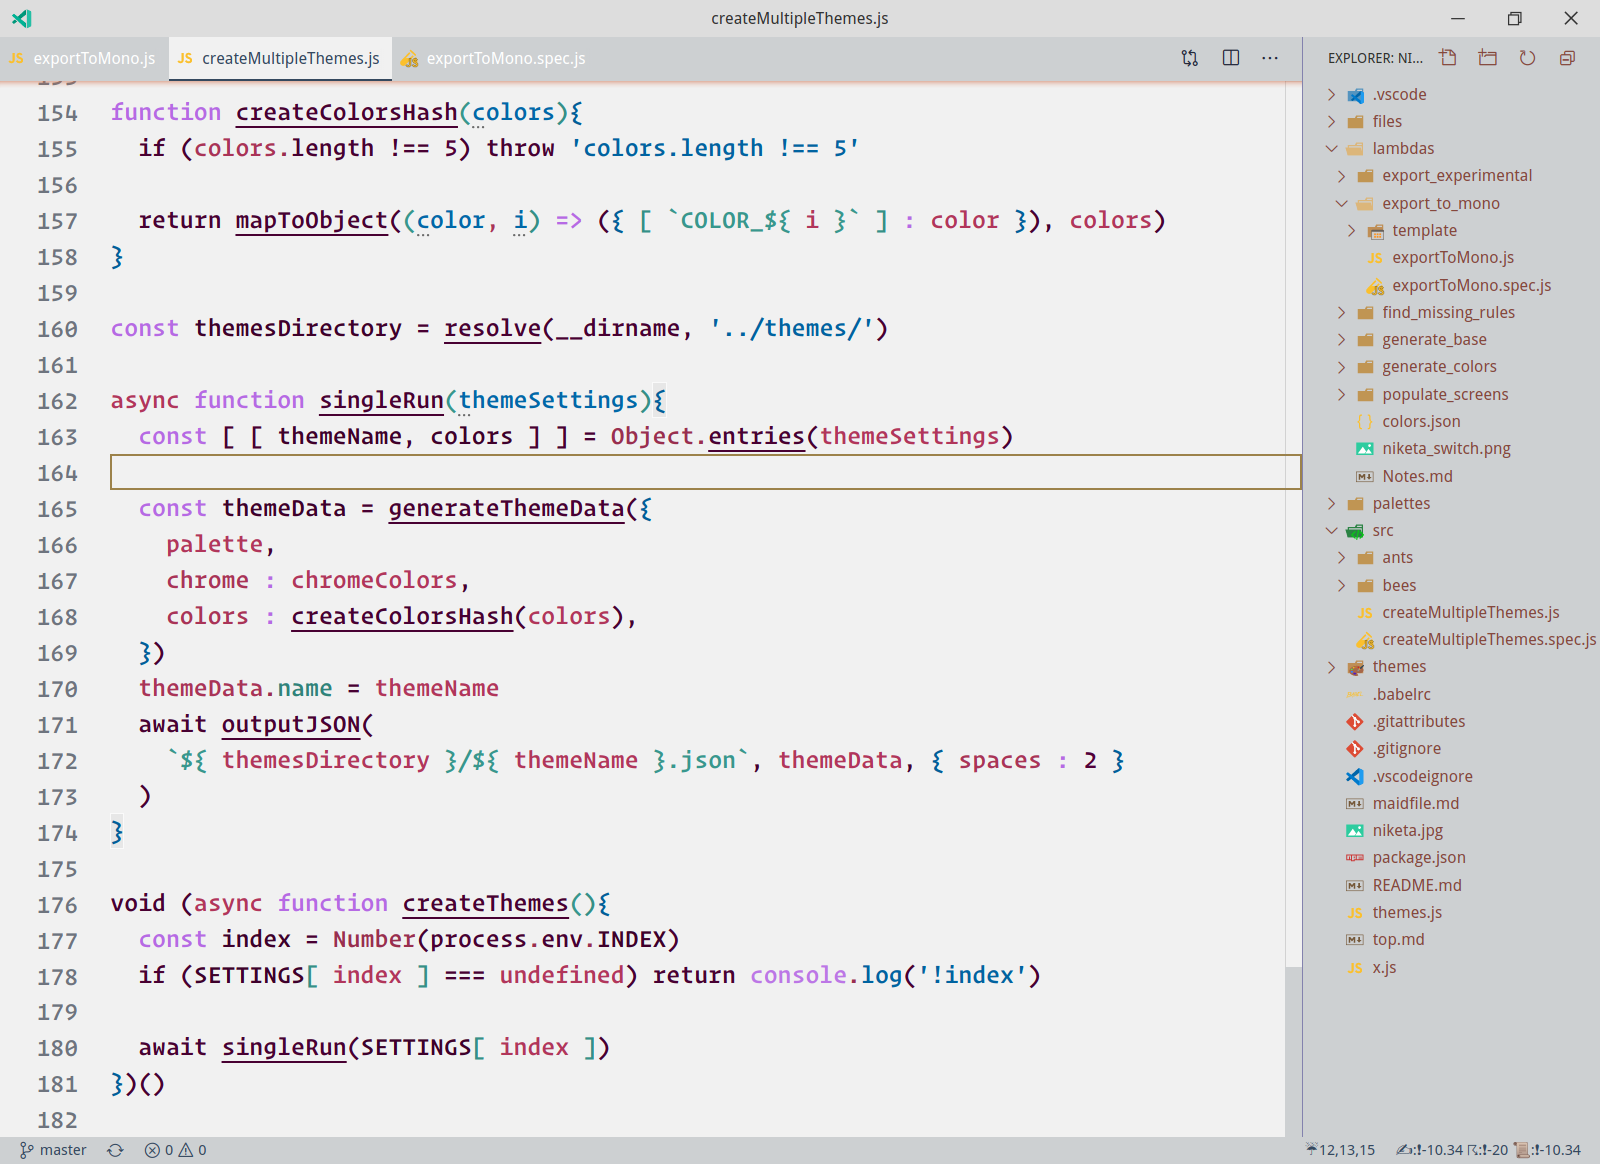 createMultipleThemes.js
JS exportToMono.js
JS createMultipleThemes.js
JS exportToMono.spec.js
154 function createColorsHash(colors){
155 if (colors.length !== 5) throw 'colors.length !== 5'
156
157 return mapToObject((color, i) => ({ [ `COLOR_${ i }` ] : color }), colors)
158 }
159
160 const themesDirectory = resolve(__dirname, '../themes/')
161
162 async function singleRun(themeSettings){
163 const [ [ themeName, colors ] ] = Object.entries(themeSettings)
164
165 const themeData = generateThemeData({
166 palette,
167 chrome : chromeColors,
168 colors : createColorsHash(colors),
169 })
170 themeData.name = themeName
171 await outputJSON(
172 `${ themesDirectory }/${ themeName }.json`, themeData, { spaces : 2 }
173 )
174 }
175
176 void (async function createThemes(){
177 const index = Number(process.env.INDEX)
178 if (SETTINGS[ index ] === undefined) return console.log('!index')
179
180 await singleRun(SETTINGS[ index ])
181 })()
182
EXPLORER: NI...
.vscode
files
lambdas
export_experimental
export_to_mono
template
JS exportToMono.js
JS exportToMono.spec.js
find_missing_rules
generate_base
generate_colors
populate_screens
{ } colors.json
niketa_switch.png
M Notes.md
palettes
src
ants
bees
JS createMultipleThemes.js
JS createMultipleThemes.spec.js
themes
.babelrc
.gitattributes
.gitignore
.vscodeignore
M maidfile.md
niketa.jpg
package.json
M README.md
JS themes.js
M top.md
JS x.js
master 0 0
12,13,15 :!-10.34 :!-20 :!-10.34